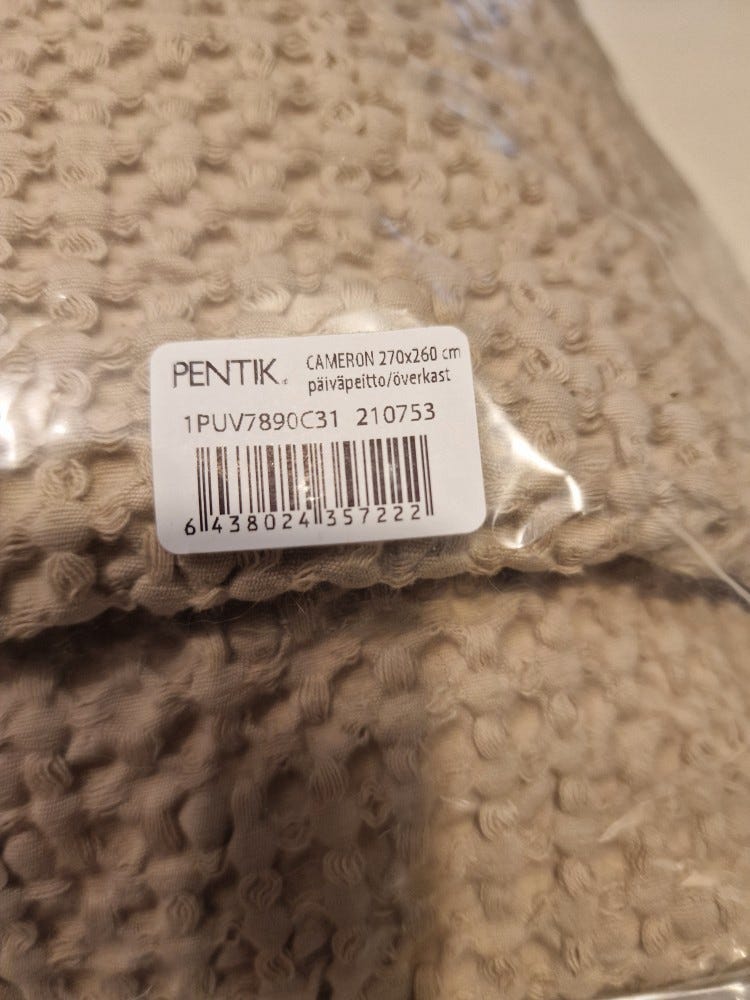 PENTIK
CAMERON 270x260 cm
päiväpeitto/överkast
1PUV7890C31 210753
6 438024 357222